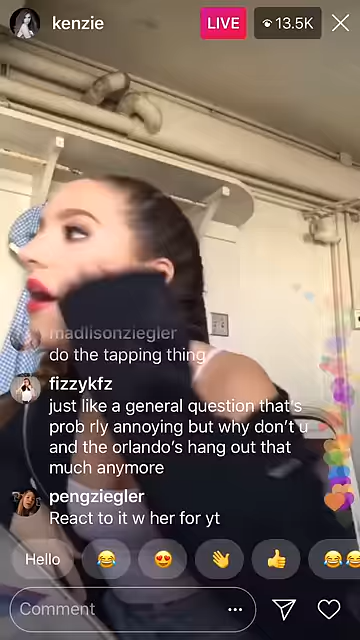 kenzie
LIVE
13.5K
madlisonziegler
do the tapping thing
fizzykfz
just like a general question that's
prob rly annoying but why don't u
and the orlando's hang out that
much anymore
pengziegler
React to it w her for yt
Hello
Comment